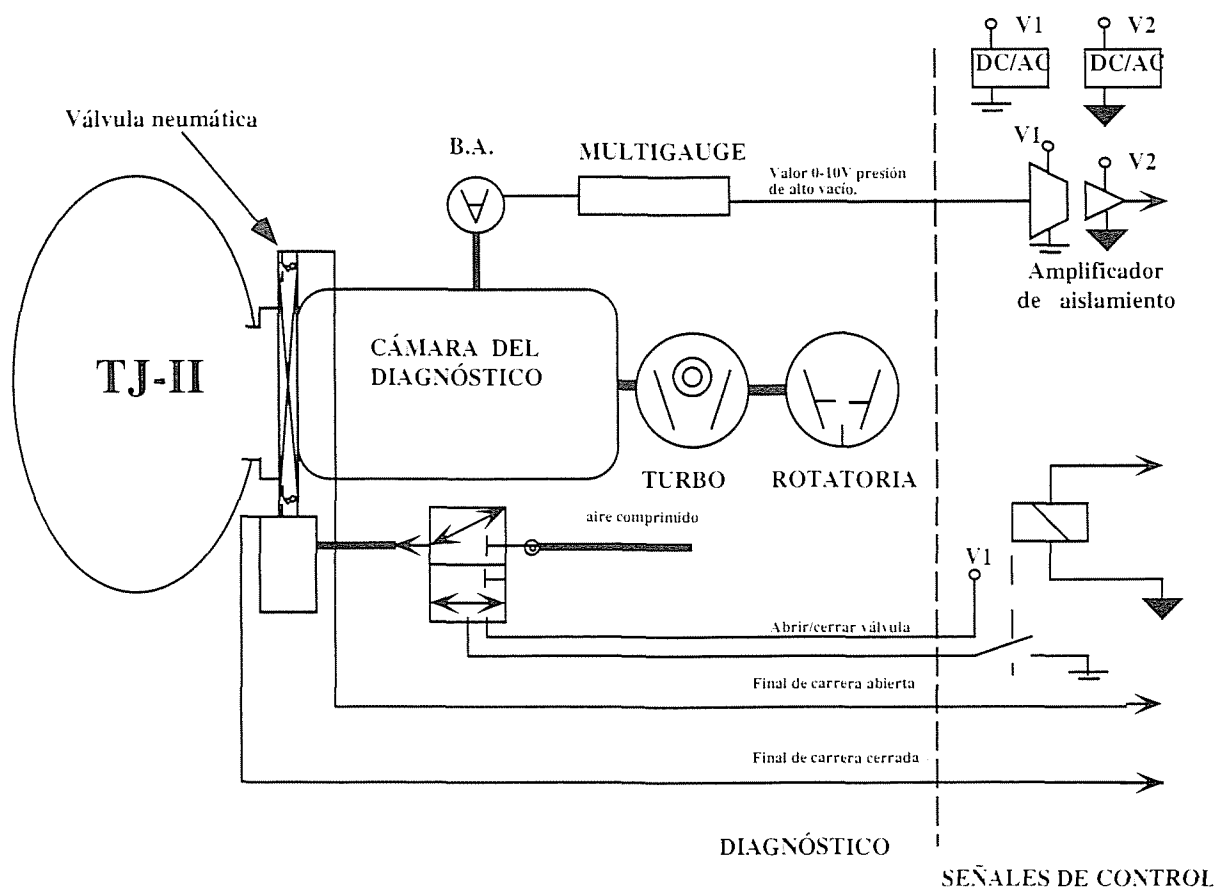 V1
V2
DC/AC
DC/AC
Válvula neumática
B.A.
MULTIGAUGE
Valor 0-10V presión
de alto vacío.
V1
V2
Amplificador
de aislamiento
TJ-II
CÁMARA DEL
DIAGNÓSTICO
TURBO
ROTATORIA
aire comprimido
V1
Abrir/cerrar válvula
Final de carrera abierta
Final de carrera cerrada
DIAGNÓSTICO
SEÑALES DE CONTROL